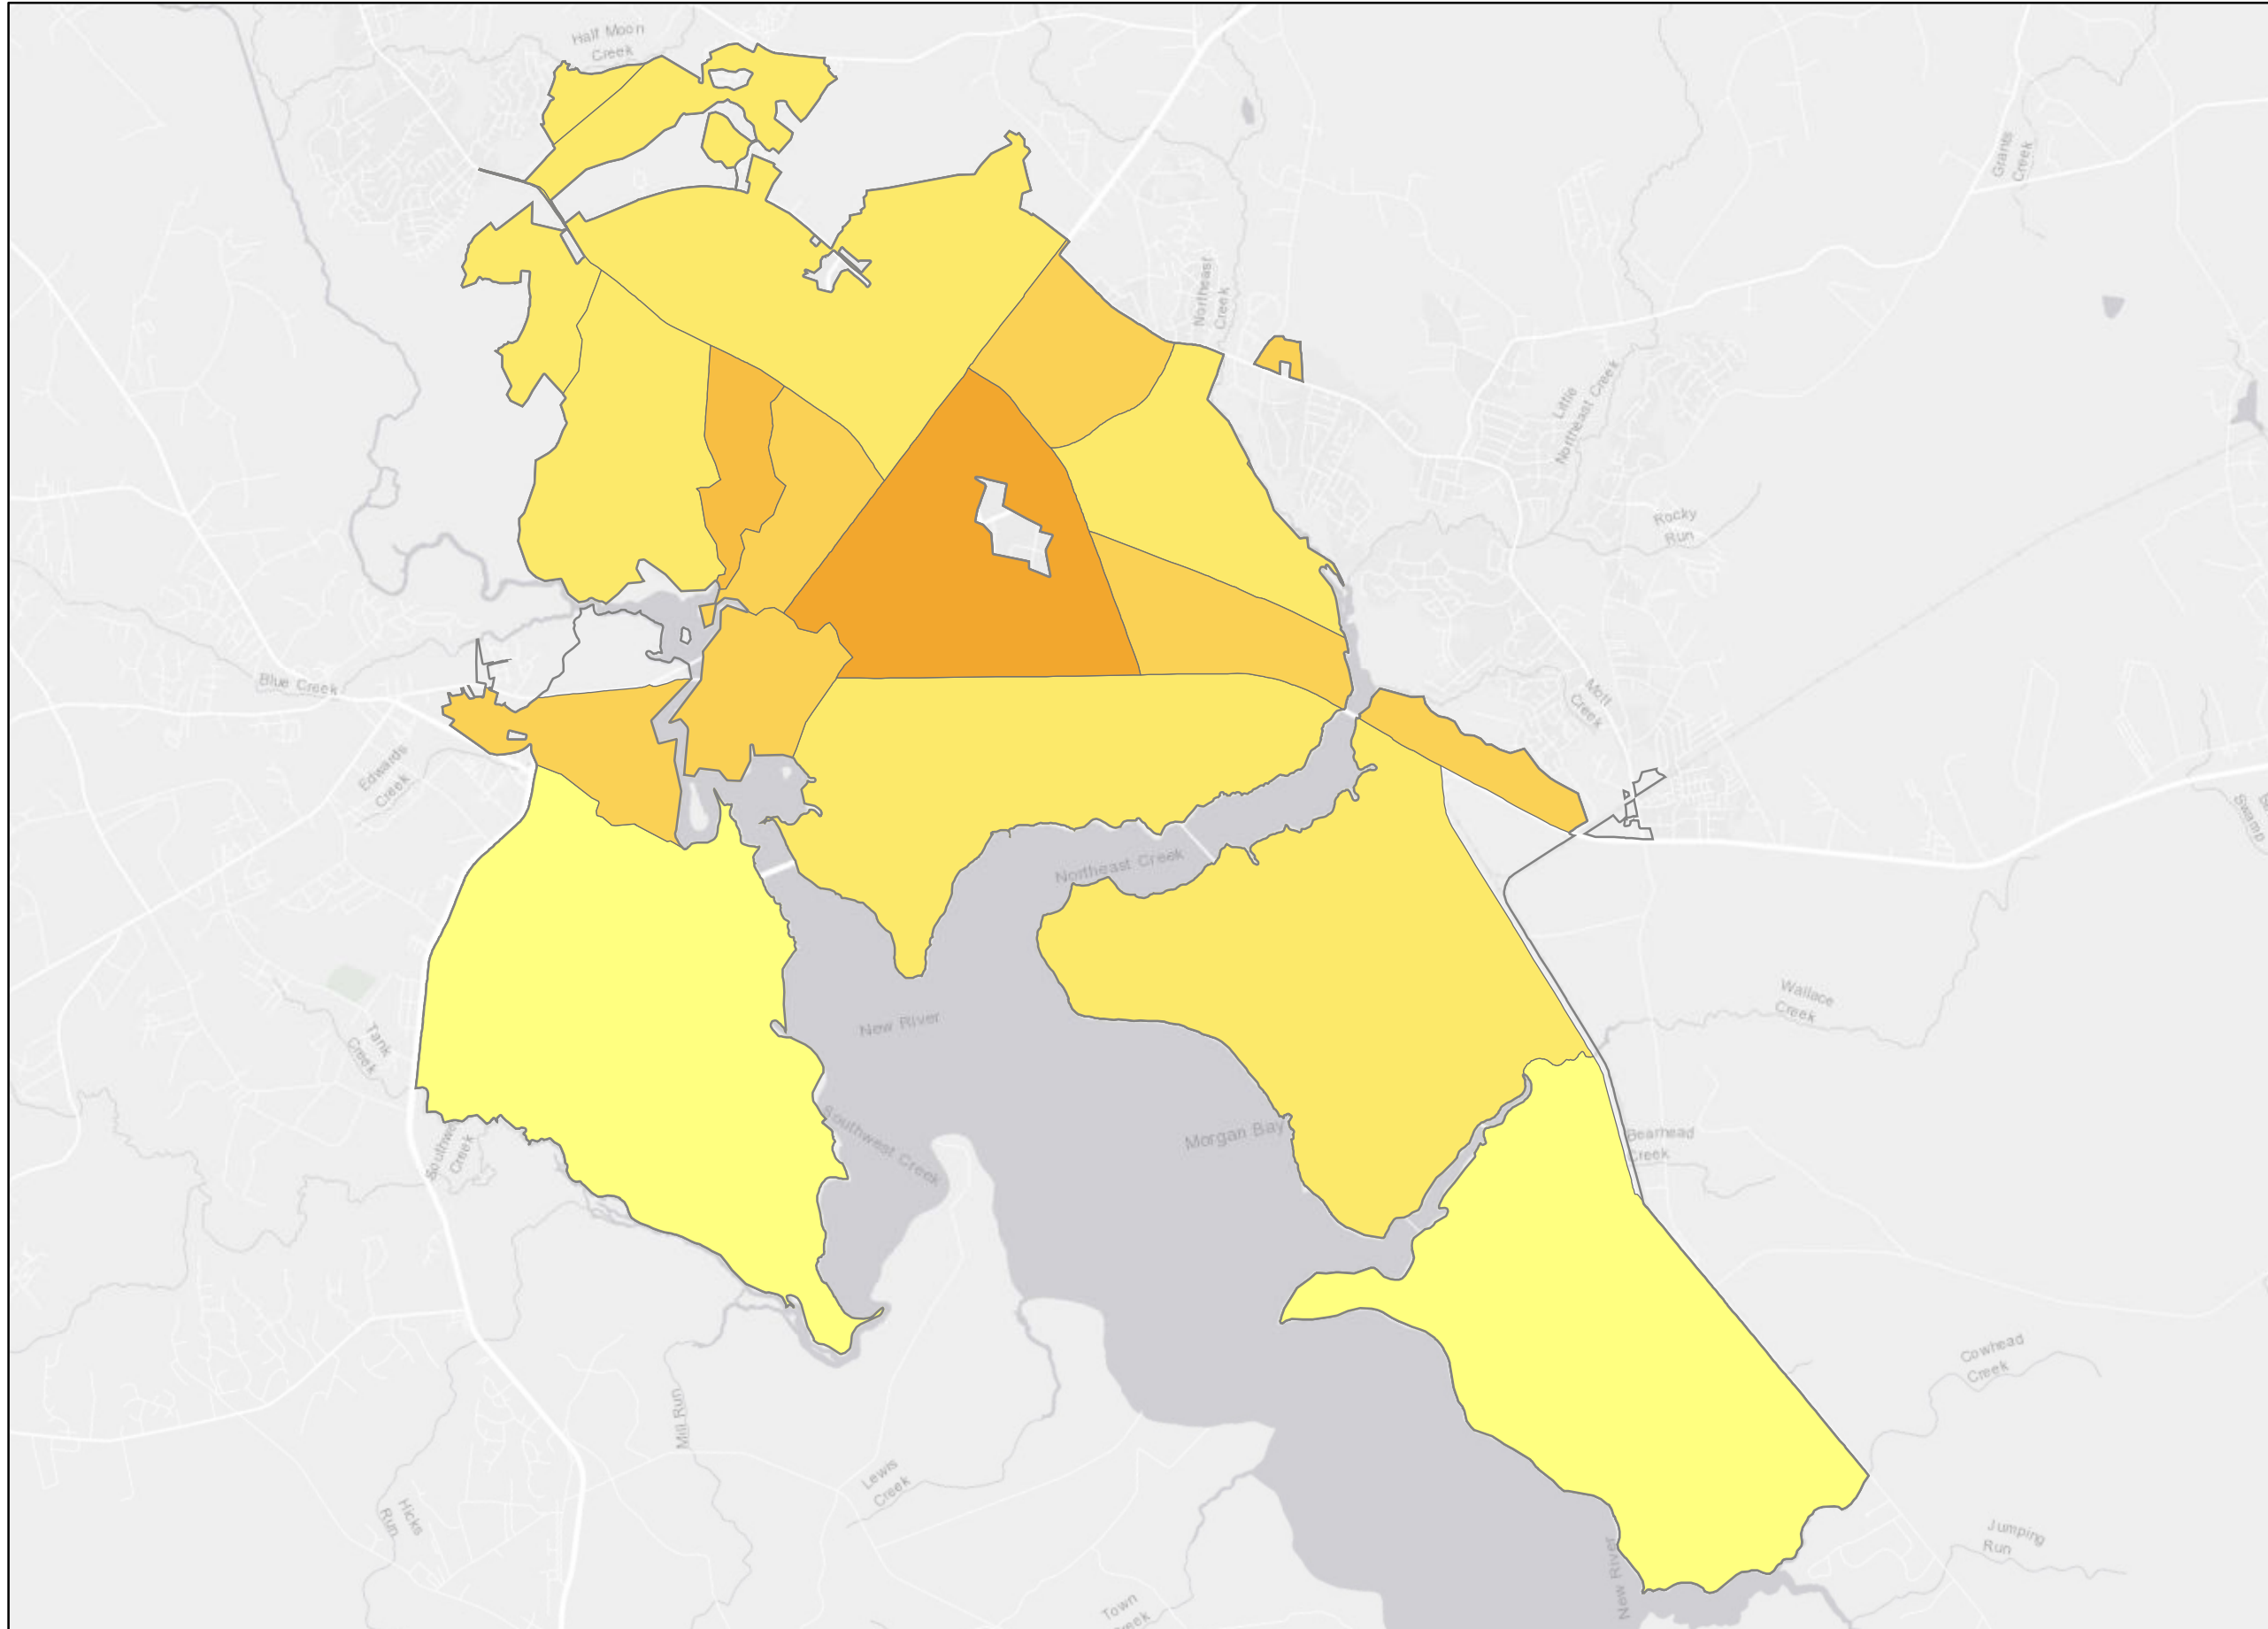 Half Moon
Creek
Grants
Creek
Northeast
Creek
Little
Northeast Creek
Rocky
Run
Blue Creek
Mott
Creek
Edwards
Creek
Swamp
Northeast Creek
New River
Wallace
Creek
Tank
Creek
Southwest Creek
Morgan Bay
Bearhead
Creek
Creek
Cowhead
Creek
Mill Run
Lewis
Creek
Hicks
Run
Jumping
Run
New River
Town